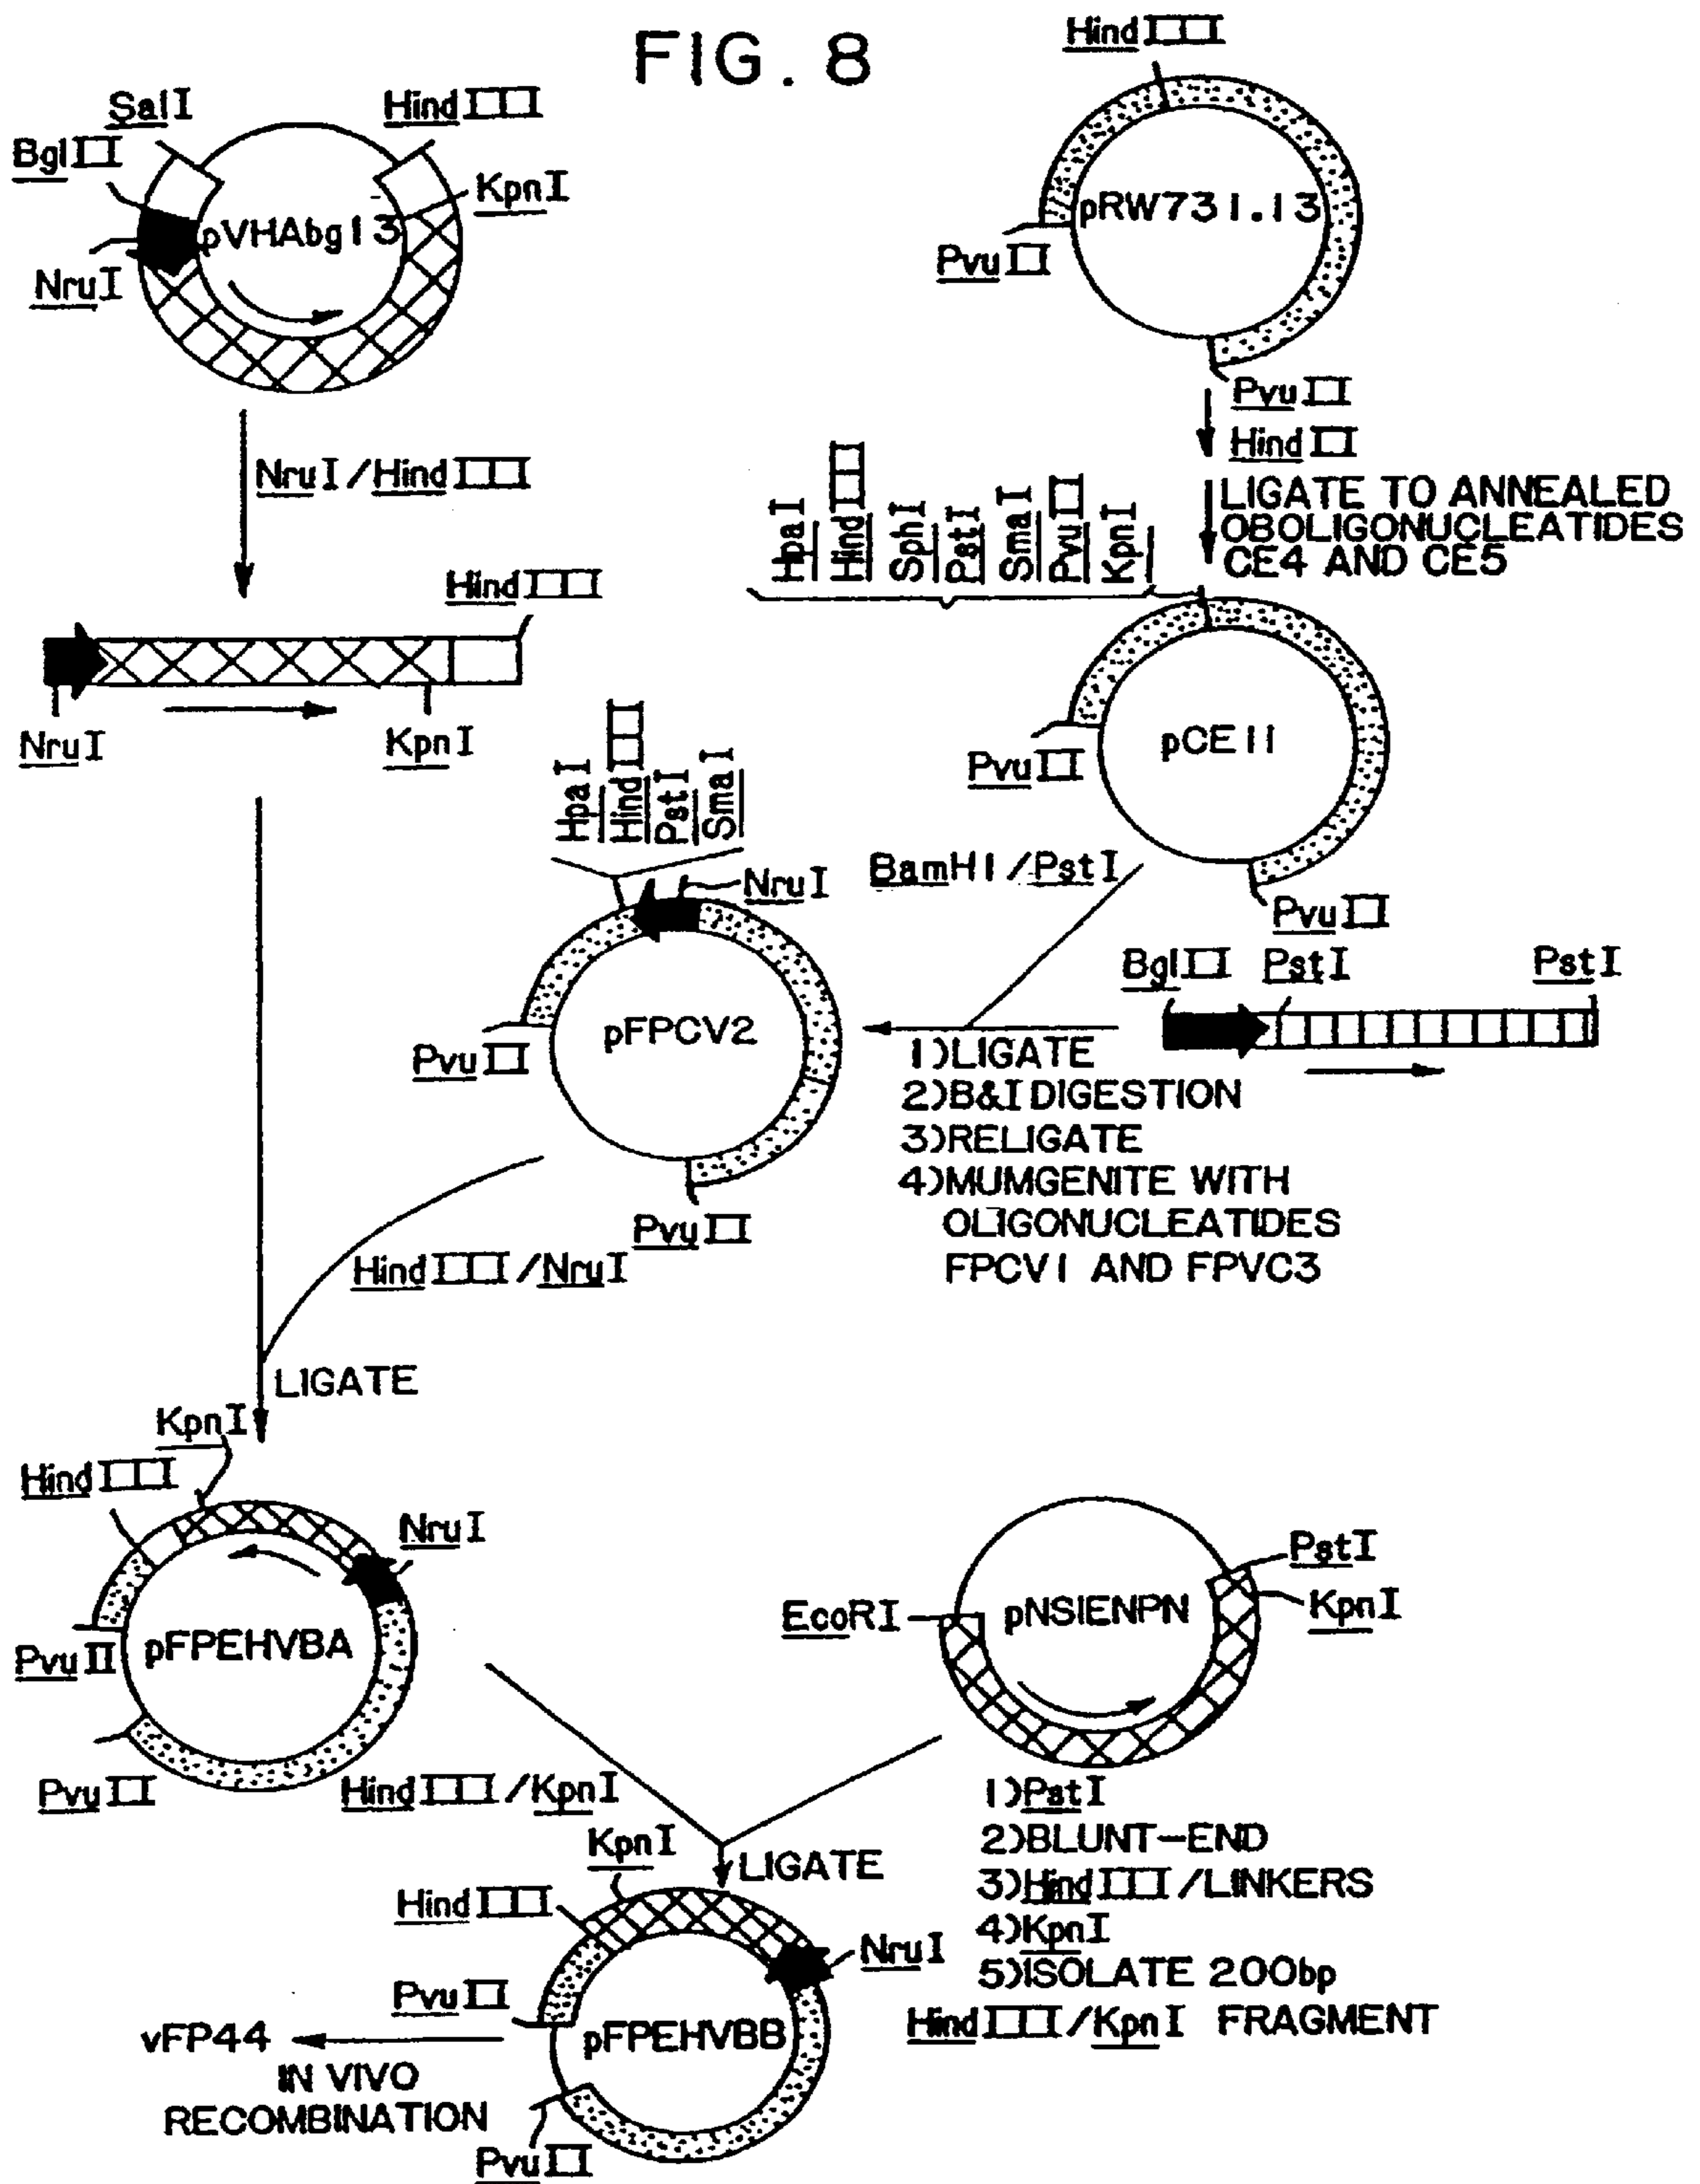 FIG. 8
SalI
HindIII
BglII
KpnI
pVHAbg13
NruI
HindIII
pRW731.13
PvuII
PvuII
NruI/HindIII
HindII
LIGATE TO ANNEALED
OBOLIGONUCLEATIDES
CE4 AND CE5
HpaI
HindIII
SphI
PstI
SmaI
PvuII
KpnI
HindIII
NruI
KpnI
pCE11
PvuII
PvuII
HpaI
HindIII
PstI
SmaI
NruI
BamHI/PstI
BglII
PstI
PstI
pFPCV2
PvuII
PvuII
1)LIGATE
2)B&I DIGESTION
3)RELIGATE
4)MUMGENITE WITH
OLIGONUCLEATIDES
FPCV1 AND FPVC3
HindIII/NruI
LIGATE
KpnI
HindIII
NruI
pFPEHVBA
PvuII
PvuII
HindIII/KpnI
PstI
KpnI
EcoRI
pNSIENPN
1)PstI
2)BLUNT-END
3)HindIII/LINKERS
4)KpnI
5)ISOLATE 200bp
HindIII/KpnI FRAGMENT
LIGATE
KpnI
HindIII
NruI
PvuII
pFPEHVBB
PvuII
vFP44
IN VIVO
RECOMBINATION